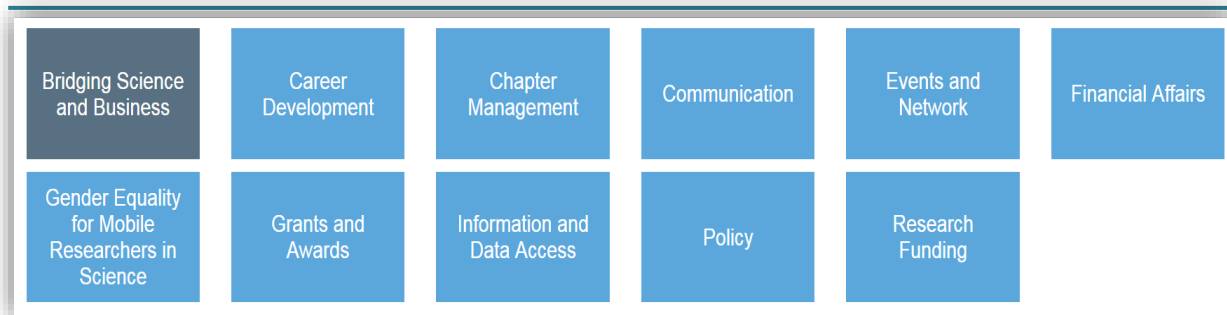 Bridging Science
and Business
Career
Development
Chapter
Management
Communication
Events and
Network
Financial Affairs
Gender Equality
for Mobile
Researchers in
Science
Grants and
Awards
Information and
Data Access
Policy
Research
Funding